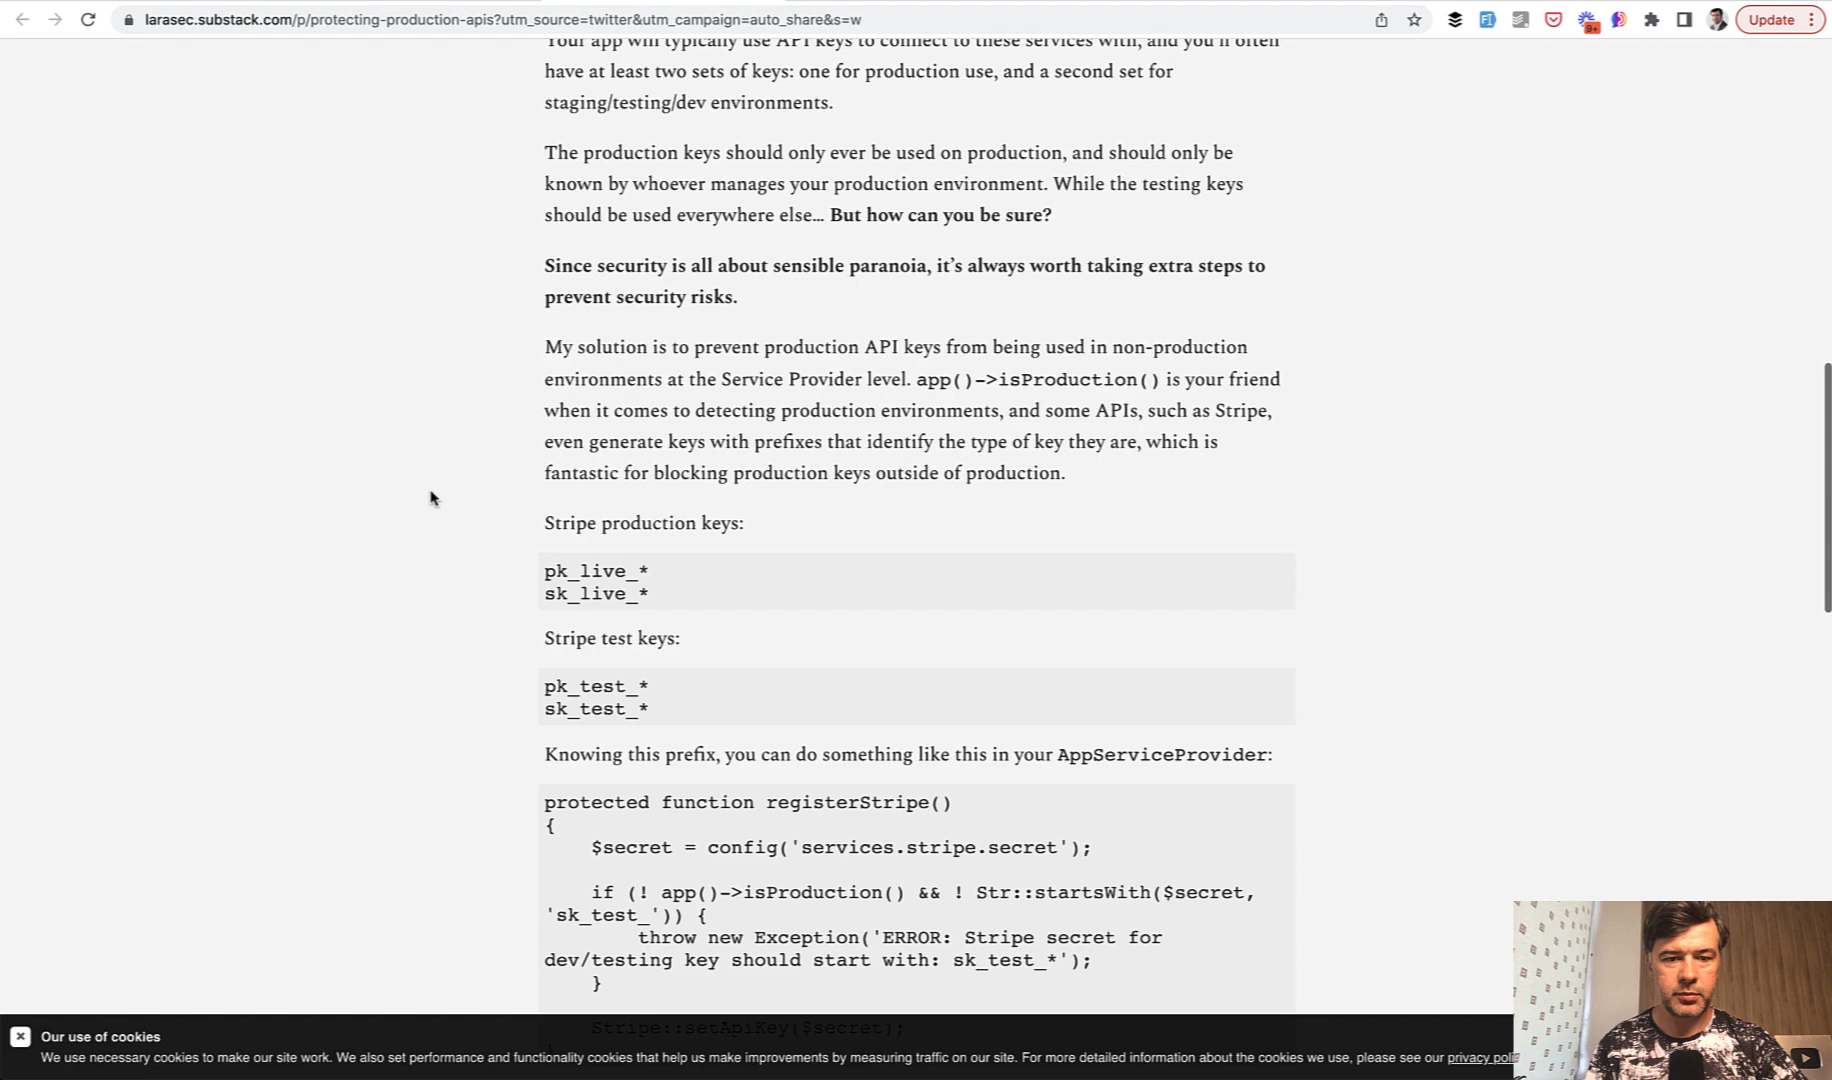 larasec.substack.com/p/protecting-production-apis?utm_source=twitter&utm_campaign=auto_share&s=w
9+
Update
Your app will typically use API keys to connect to these services with, and you'll often
have at least two sets of keys: one for production use, and a second set for
staging/testing/dev environments.
The production keys should only ever be used on production, and should only be
known by whoever manages your production environment. While the testing keys
should be used everywhere else… But how can you be sure?
Since security is all about sensible paranoia, it's always worth taking extra steps to
prevent security risks.
My solution is to prevent production API keys from being used in non-production
environments at the Service Provider level. app()->isProduction() is your friend
when it comes to detecting production environments, and some APIs, such as Stripe,
even generate keys with prefixes that identify the type of key they are, which is
fantastic for blocking production keys outside of production.
Stripe production keys:
pk_live_*
sk_live_*
Stripe test keys:
pk_test_*
sk_test_*
Knowing this prefix, you can do something like this in your AppServiceProvider:
protected function registerStripe()
{
$secret = config('services.stripe.secret');
if (! app()->isProduction() && ! Str::startsWith($secret,
'sk_test_')) {
throw new Exception('ERROR: Stripe secret for
dev/testing key should start with: sk_test_*');
}
Stripe::setApiKey($secret);
Our use of cookies
We use necessary cookies to make our site work. We also set performance and functionality cookies that help us make improvements by measuring traffic on our site. For more detailed information about the cookies we use, please see our privacy poli